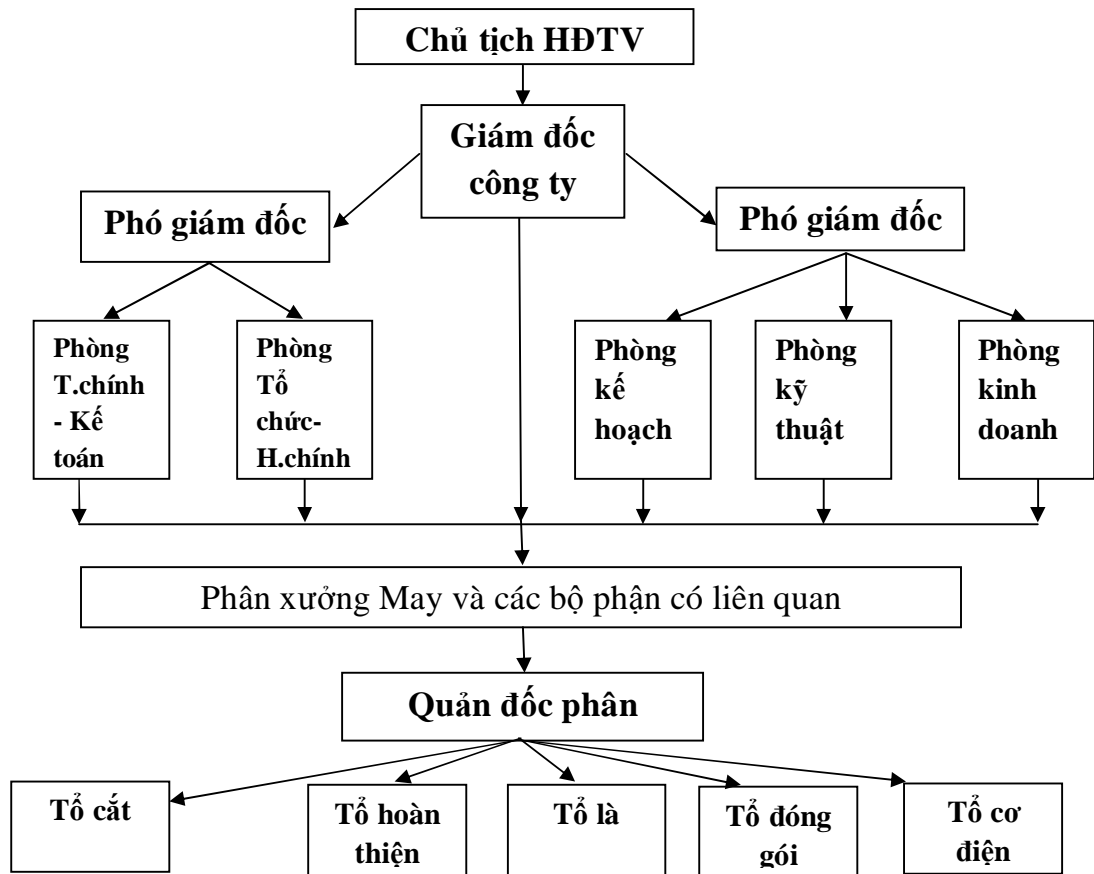 Chủ tịch HĐTV
Giám đốc
công ty
Phó giám đốc
Phó giám đốc
Phòng
T.chính
- Kế
toán
Phòng
Tổ
chức-
H.chính
Phòng
kế
hoạch
Phòng
kỹ
thuật
Phòng
kinh
doanh
Phân xưởng May và các bộ phận có liên quan
Quản đốc phân
Tổ cắt
Tổ hoàn
thiện
Tổ là
Tổ đóng
gói
Tổ cơ
điện